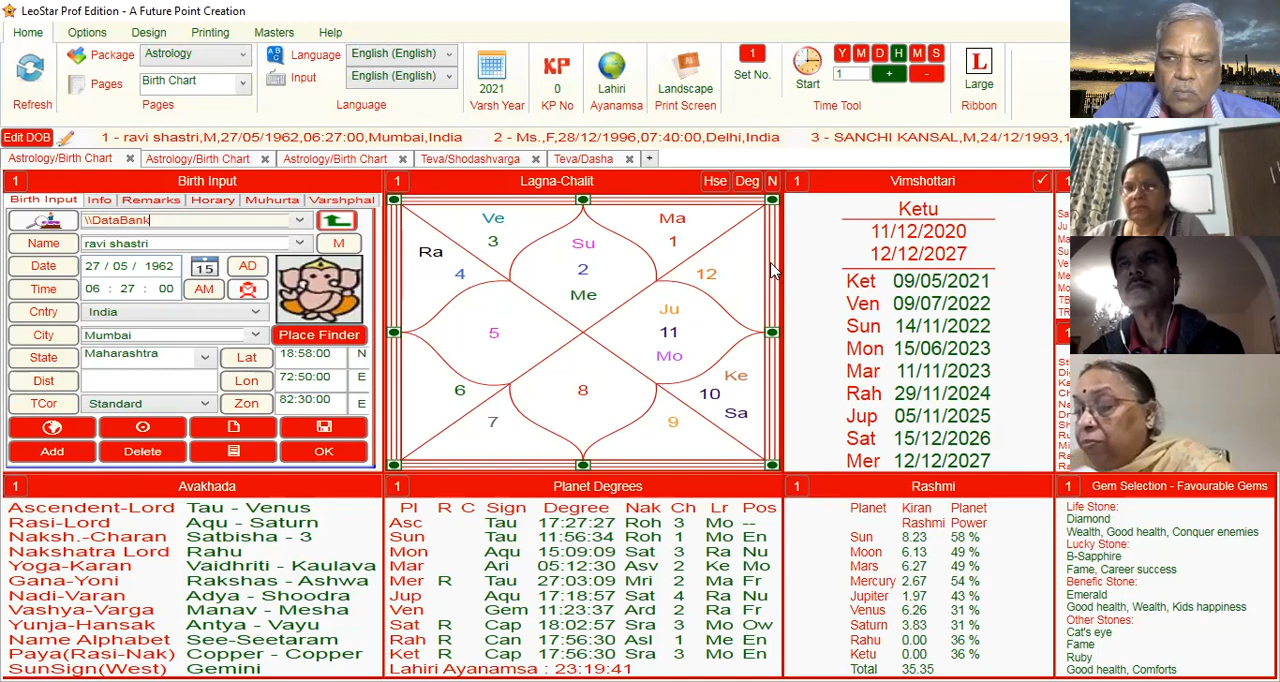 LeoStar Prof Edition - A Future Point Creation
Home Options Design Printing Masters Help
Refresh
Package Astrology
Pages Birth Chart
Pages
Language English (English)
Input English (English)
Language
2021
Varsh Year
KP
0
KP No
Lahiri
Ayanamsa
Landscape
Print Screen
1
Set No.
Start
Y M D H M S
1 + -
Time Tool
L
Large
Ribbon
Edit DOB 1 - ravi shastri,M,27/05/1962,06:27:00,Mumbai,India 2 - Ms.,F,28/12/1996,07:40:00,Delhi,India 3 - SANCHI KANSAL,M,24/12/1993,1
Astrology/Birth Chart Astrology/Birth Chart Astrology/Birth Chart Teva/Shodashvarga Teva/Dasha +
1 Birth Input
Birth Input Info Remarks Horary Muhurta Varshphal
\\DataBank
Name ravi shastri M
Date 27 / 05 / 1962 15 AD
Time 06 : 27 : 00 AM
Cntry India
City Mumbai Place Finder
State Maharashtra Lat 18:58:00 N
Dist Lon 72:50:00 E
TCor Standard Zon 82:30:00 E
Add Delete OK
1 Lagna-Chalit Hse Deg N
Ve
3
Su
2
Me
Ma
1
Ra
4
12
5
Ju
11
Mo
6
7
8
Ke
10
Sa
9
1 Vimshottari
Ketu
11/12/2020
12/12/2027
Ket 09/05/2021
Ven 09/07/2022
Sun 14/11/2022
Mon 15/06/2023
Mar 11/11/2023
Rah 29/11/2024
Jup 05/11/2025
Sat 15/12/2026
Mer 12/12/2027
1
1
1 Avakhada
Ascendent-Lord Tau - Venus
Rasi-Lord Aqu - Saturn
Naksh.-Charan Satbisha - 3
Nakshatra Lord Rahu
Yoga-Karan Vaidhriti - Kaulava
Gana-Yoni Rakshas - Ashwa
Nadi-Varan Adya - Shoodra
Vashya-Varga Manav - Mesha
Yunja-Hansak Antya - Vayu
Name Alphabet See-Seetaram
Paya(Rasi-Nak) Copper - Copper
SunSign(West) Gemini
1 Planet Degrees
Pl R C Sign Degree Nak Ch Lr Pos
Asc Tau 17:27:27 Roh 3 Mo --
Sun Tau 11:56:34 Roh 1 Mo En
Mon Aqu 15:09:09 Sat 3 Ra Nu
Mar Ari 05:12:30 Asv 2 Ke Mo
Mer R Tau 27:03:09 Mri 2 Ma Fr
Jup Aqu 17:18:57 Sat 4 Ra Nu
Ven Gem 11:23:37 Ard 2 Ra Fr
Sat R Cap 18:02:57 Sra 3 Mo Ow
Rah R Can 17:56:30 Asl 1 Me En
Ket R Cap 17:56:30 Sra 3 Mo En
Lahiri Ayanamsa : 23:19:41
1 Rashmi
Planet Kiran Planet
Rashmi Power
Sun 8.23 58 %
Moon 6.13 49 %
Mars 6.27 49 %
Mercury 2.67 54 %
Jupiter 1.97 43 %
Venus 6.26 31 %
Saturn 3.83 31 %
Rahu 0.00 36 %
Ketu 0.00 36 %
Total 35.35
1 Gem Selection - Favourable Gems
Life Stone:
Diamond
Wealth, Good health, Conquer enemies
Lucky Stone:
B-Sapphire
Fame, Career success
Benefic Stone:
Emerald
Good health, Wealth, Kids happiness
Other Stones:
Cat's eye
Fame
Ruby
Good health, Comforts